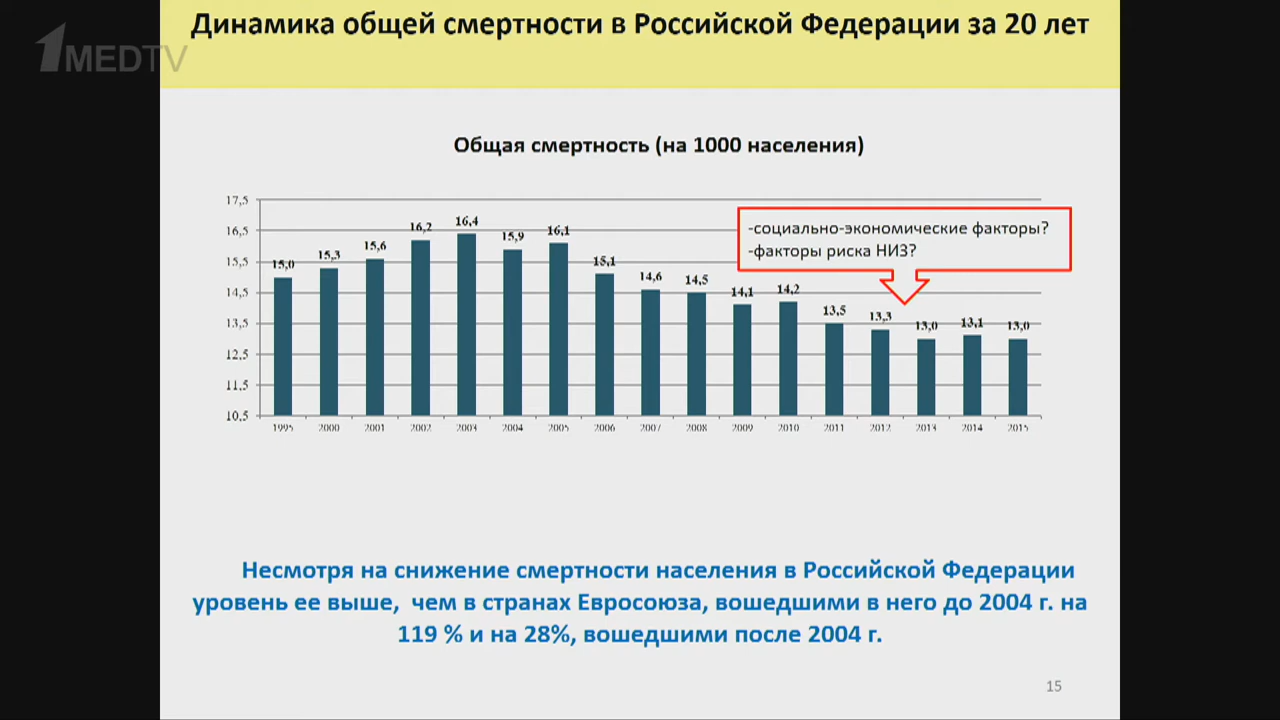 Динамика общей смертности в Российской Федерации за 20 лет
1MEDTV
Общая смертность (на 1000 населения)
17,5
16,5
15,5
14,5
13,5
12,5
11,5
10,5
15,0
15,3
15,6
16,2
16,4
15,9
16,1
15,1
14,6
14,5
14,1
14,2
13,5
13,3
13,0
13,1
13,0
-социально-экономические факторы?
-факторы риска НИЗ?
1995 2000 2001 2002 2003 2004 2005 2006 2007 2008 2009 2010 2011 2012 2013 2014 2015
Несмотря на снижение смертности населения в Российской Федерации
уровень ее выше, чем в странах Евросоюза, вошедшими в него до 2004 г. на
119 % и на 28%, вошедшими после 2004 г.
15